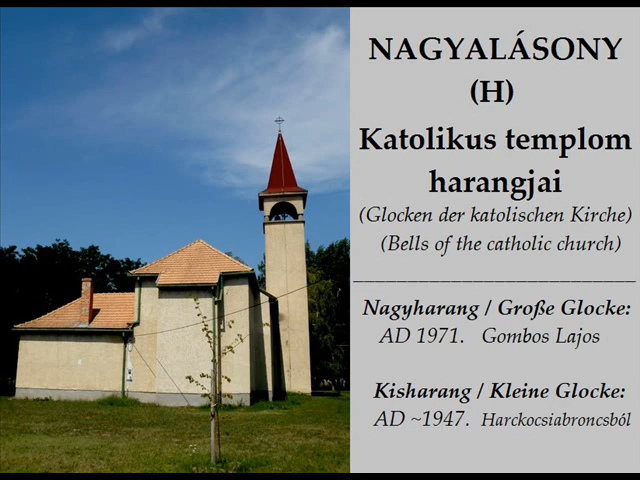 NAGYALÁSONY
(H)
Katolikus templom
harangjai
(Glocken der katolischen Kirche)
(Bells of the catholic church)
Nagyharang / Große Glocke:
AD 1971. Gombos Lajos
Kisharang / Kleine Glocke:
AD ~1947. Harckocsiabroncsból